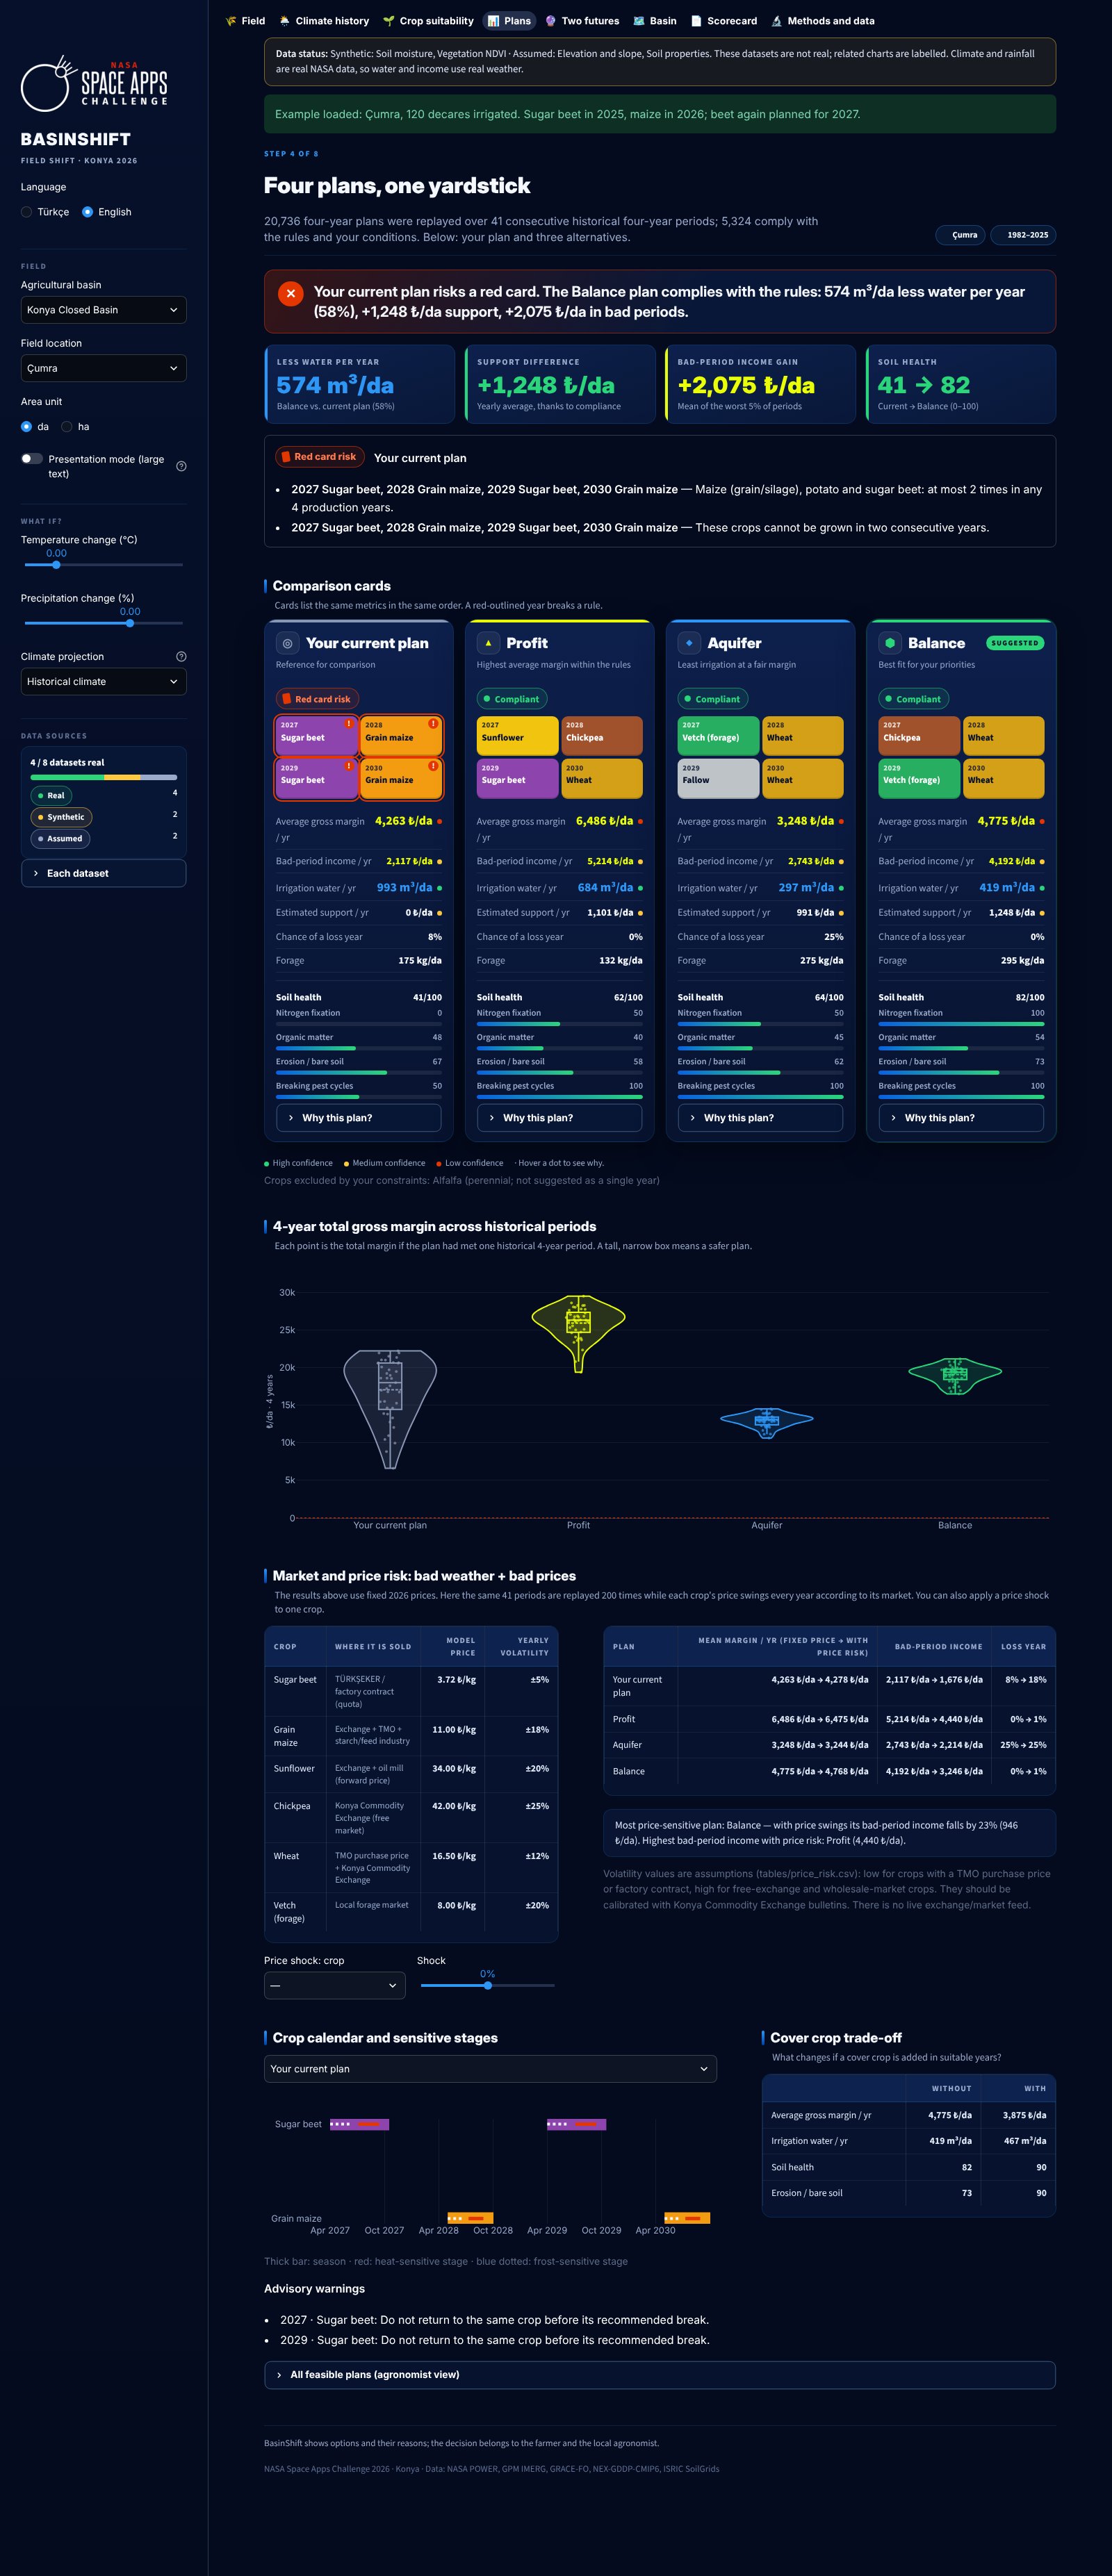 🌾 Field 🌦️ Climate history 🌱 Crop suitability 📊 Plans 🔮 Two futures 🗺️ Basin 📄 Scorecard 🔬 Methods and data
NASA
SPACE APPS
CHALLENGE
BASINSHIFT
FIELD SHIFT · KONYA 2026
Language
Türkçe English
FIELD
Agricultural basin
Konya Closed Basin
Field location
Çumra
Area unit
da ha
Presentation mode (large
text)
WHAT IF?
Temperature change (°C)
0.00
Precipitation change (%)
0.00
Climate projection
Historical climate
DATA SOURCES
4 / 8 datasets real
Real 4
Synthetic 2
Assumed 2
Each dataset
Data status: Synthetic: Soil moisture, Vegetation NDVI · Assumed: Elevation and slope, Soil properties. These datasets are not real; related charts are labelled. Climate and rainfall
are real NASA data, so water and income use real weather.
Example loaded: Çumra, 120 decares irrigated. Sugar beet in 2025, maize in 2026; beet again planned for 2027.
STEP 4 OF 8
Four plans, one yardstick
20,736 four-year plans were replayed over 41 consecutive historical four-year periods; 5,324 comply with
the rules and your conditions. Below: your plan and three alternatives.
Çumra 1982–2025
Your current plan risks a red card. The Balance plan complies with the rules: 574 m³/da less water per year
(58%), +1,248 ₺/da support, +2,075 ₺/da in bad periods.
LESS WATER PER YEAR
574 m³/da
Balance vs. current plan (58%)
SUPPORT DIFFERENCE
+1,248 ₺/da
Yearly average, thanks to compliance
BAD-PERIOD INCOME GAIN
+2,075 ₺/da
Mean of the worst 5% of periods
SOIL HEALTH
41 → 82
Current → Balance (0–100)
Red card risk Your current plan
• 2027 Sugar beet, 2028 Grain maize, 2029 Sugar beet, 2030 Grain maize — Maize (grain/silage), potato and sugar beet: at most 2 times in any
4 production years.
• 2027 Sugar beet, 2028 Grain maize, 2029 Sugar beet, 2030 Grain maize — These crops cannot be grown in two consecutive years.
Comparison cards
Cards list the same metrics in the same order. A red-outlined year breaks a rule.
Your current plan
Reference for comparison
Red card risk
2027 ! 2028 !
Sugar beet Grain maize
2029 ! 2030 !
Sugar beet Grain maize
Average gross margin 4,263 ₺/da
/ yr
Bad-period income / yr 2,117 ₺/da
Irrigation water / yr 993 m³/da
Estimated support / yr 0 ₺/da
Chance of a loss year 8%
Forage 175 kg/da
Soil health 41/100
Nitrogen fixation 0
Organic matter 48
Erosion / bare soil 67
Breaking pest cycles 50
Why this plan?
Profit
Highest average margin within the rules
Compliant
2027 2028
Sunflower Chickpea
2029 2030
Sugar beet Wheat
Average gross margin 6,486 ₺/da
/ yr
Bad-period income / yr 5,214 ₺/da
Irrigation water / yr 684 m³/da
Estimated support / yr 1,101 ₺/da
Chance of a loss year 0%
Forage 132 kg/da
Soil health 62/100
Nitrogen fixation 50
Organic matter 40
Erosion / bare soil 58
Breaking pest cycles 100
Why this plan?
Aquifer
Least irrigation at a fair margin
Compliant
2027 2028
Vetch (forage) Wheat
2029 2030
Fallow Wheat
Average gross margin 3,248 ₺/da
/ yr
Bad-period income / yr 2,743 ₺/da
Irrigation water / yr 297 m³/da
Estimated support / yr 991 ₺/da
Chance of a loss year 25%
Forage 275 kg/da
Soil health 64/100
Nitrogen fixation 50
Organic matter 45
Erosion / bare soil 62
Breaking pest cycles 100
Why this plan?
Balance SUGGESTED
Best fit for your priorities
Compliant
2027 2028
Chickpea Wheat
2029 2030
Vetch (forage) Wheat
Average gross margin 4,775 ₺/da
/ yr
Bad-period income / yr 4,192 ₺/da
Irrigation water / yr 419 m³/da
Estimated support / yr 1,248 ₺/da
Chance of a loss year 0%
Forage 295 kg/da
Soil health 82/100
Nitrogen fixation 100
Organic matter 54
Erosion / bare soil 73
Breaking pest cycles 100
Why this plan?
High confidence Medium confidence Low confidence · Hover a dot to see why.
Crops excluded by your constraints: Alfalfa (perennial; not suggested as a single year)
4-year total gross margin across historical periods
Each point is the total margin if the plan had met one historical 4-year period. A tall, narrow box means a safer plan.
₺/da · 4 years
30k
25k
20k
15k
10k
5k
0
Your current plan Profit Aquifer Balance
Market and price risk: bad weather + bad prices
The results above use fixed 2026 prices. Here the same 41 periods are replayed 200 times while each crop's price swings every year according to its market. You can also apply a price shock
to one crop.
CROP WHERE IT IS SOLD MODEL PRICE YEARLY VOLATILITY
Sugar beet TÜRKŞEKER / factory contract (quota) 3.72 ₺/kg ±5%
Grain maize Exchange + TMO + starch/feed industry 11.00 ₺/kg ±18%
Sunflower Exchange + oil mill (forward price) 34.00 ₺/kg ±20%
Chickpea Konya Commodity Exchange (free market) 42.00 ₺/kg ±25%
Wheat TMO purchase price + Konya Commodity Exchange 16.50 ₺/kg ±12%
Vetch (forage) Local forage market 8.00 ₺/kg ±20%
Price shock: crop Shock
— 0%
PLAN MEAN MARGIN / YR (FIXED PRICE → WITH PRICE RISK) BAD-PERIOD INCOME LOSS YEAR
Your current plan 4,263 ₺/da → 4,278 ₺/da 2,117 ₺/da → 1,676 ₺/da 8% → 18%
Profit 6,486 ₺/da → 6,475 ₺/da 5,214 ₺/da → 4,440 ₺/da 0% → 1%
Aquifer 3,248 ₺/da → 3,244 ₺/da 2,743 ₺/da → 2,214 ₺/da 25% → 25%
Balance 4,775 ₺/da → 4,768 ₺/da 4,192 ₺/da → 3,246 ₺/da 0% → 1%
Most price-sensitive plan: Balance — with price swings its bad-period income falls by 23% (946
₺/da). Highest bad-period income with price risk: Profit (4,440 ₺/da).
Volatility values are assumptions (tables/price_risk.csv): low for crops with a TMO purchase price
or factory contract, high for free-exchange and wholesale-market crops. They should be
calibrated with Konya Commodity Exchange bulletins. There is no live exchange/market feed.
Crop calendar and sensitive stages
Your current plan
Sugar beet
Grain maize
Apr 2027 Oct 2027 Apr 2028 Oct 2028 Apr 2029 Oct 2029 Apr 2030
Thick bar: season · red: heat-sensitive stage · blue dotted: frost-sensitive stage
Cover crop trade-off
What changes if a cover crop is added in suitable years?
WITHOUT WITH
Average gross margin / yr 4,775 ₺/da 3,875 ₺/da
Irrigation water / yr 419 m³/da 467 m³/da
Soil health 82 90
Erosion / bare soil 73 90
Advisory warnings
• 2027 · Sugar beet: Do not return to the same crop before its recommended break.
• 2029 · Sugar beet: Do not return to the same crop before its recommended break.
All feasible plans (agronomist view)
BasinShift shows options and their reasons; the decision belongs to the farmer and the local agronomist.
NASA Space Apps Challenge 2026 · Konya · Data: NASA POWER, GPM IMERG, GRACE-FO, NEX-GDDP-CMIP6, ISRIC SoilGrids